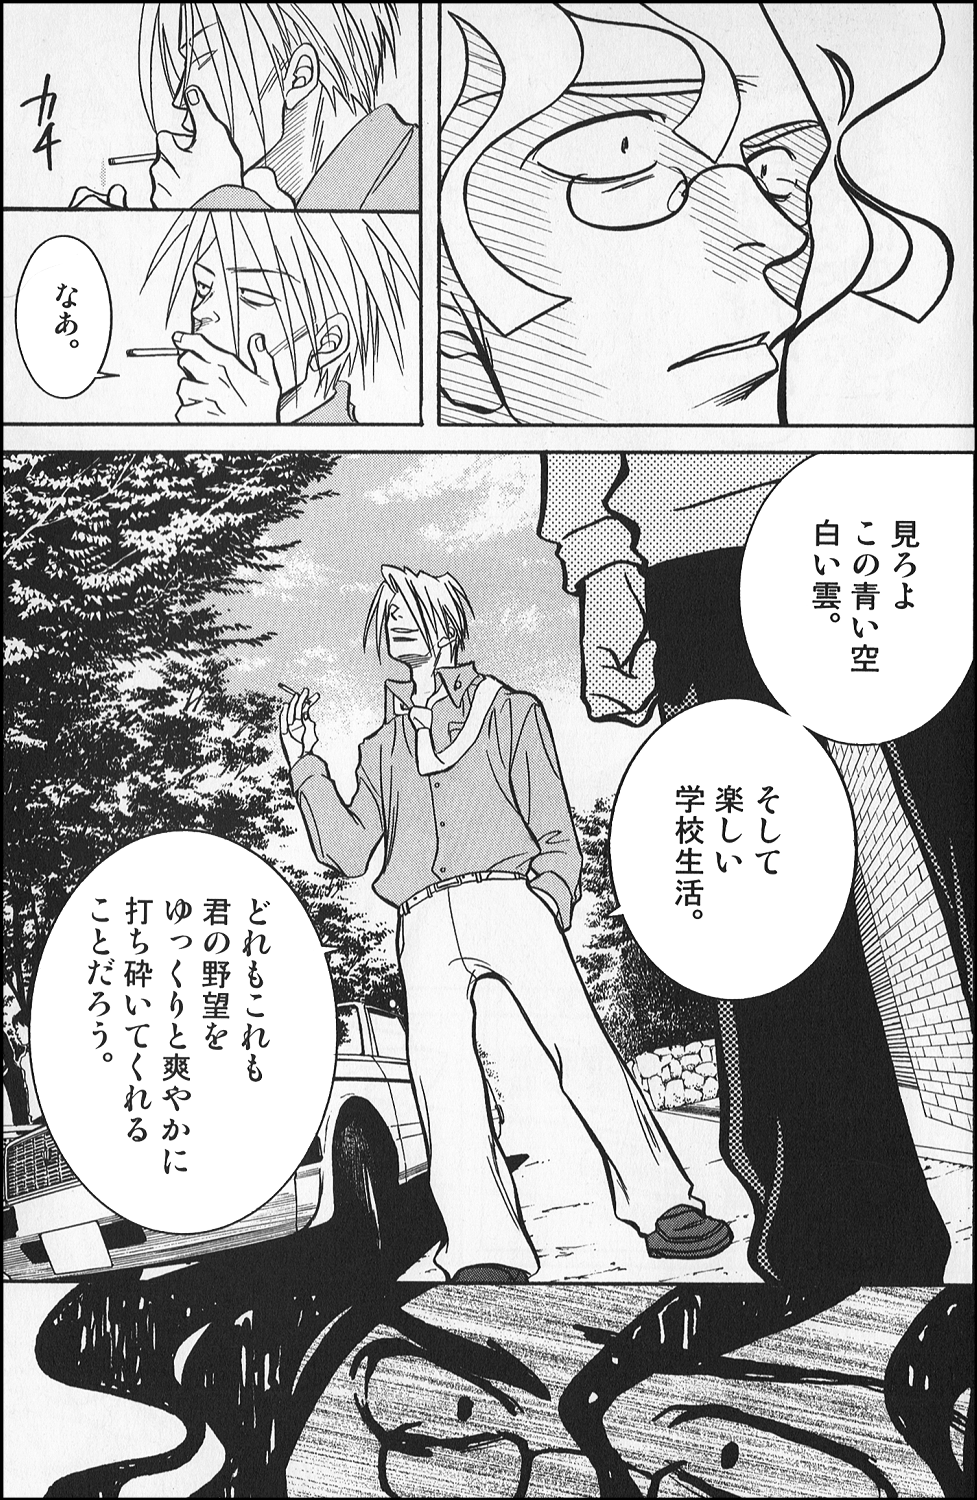 カチ
なあ。
見ろよ
この青い空
白い雲。
そして
楽しい
学校生活。
どれもこれも
君の野望を
ゆっくりと爽やかに
打ち砕いてくれる
ことだろう。